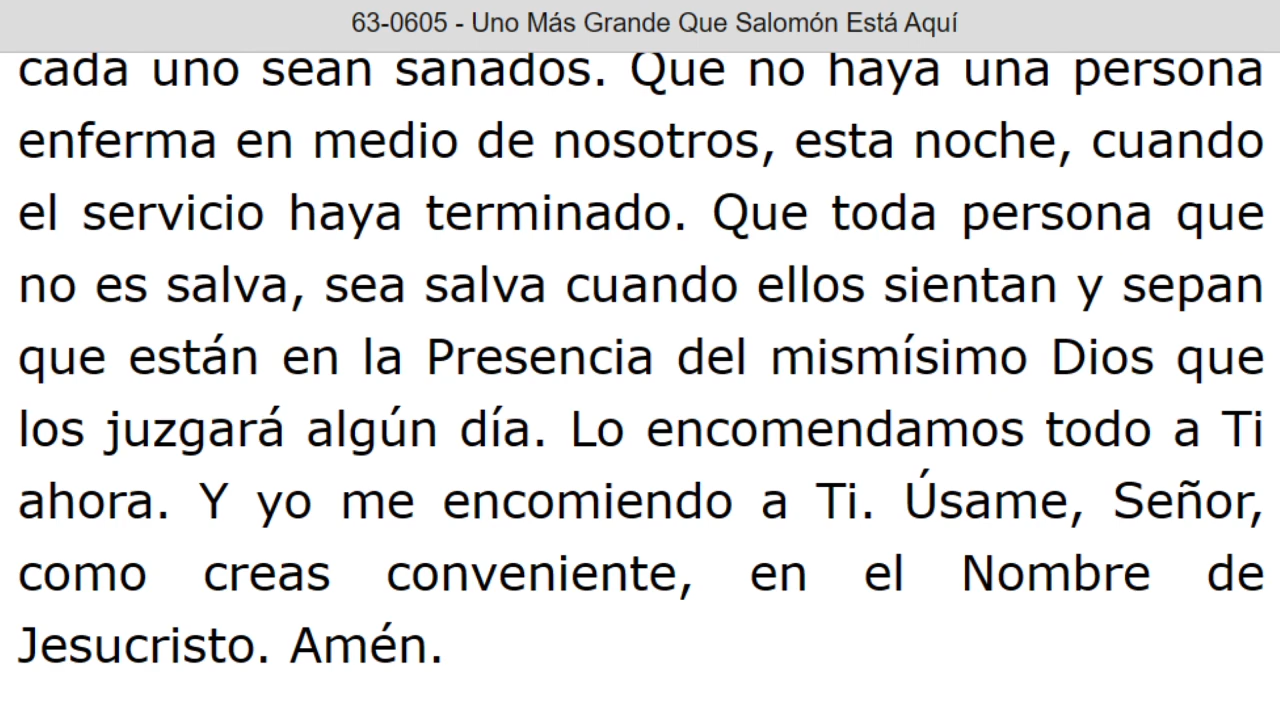 63-0605 - Uno Más Grande Que Salomón Está Aquí
cada uno sean sanados. Que no haya una persona
enferma en medio de nosotros, esta noche, cuando
el servicio haya terminado. Que toda persona que
no es salva, sea salva cuando ellos sientan y sepan
que están en la Presencia del mismísimo Dios que
los juzgará algún día. Lo encomendamos todo a Ti
ahora. Y yo me encomiendo a Ti. Úsame, Señor,
como creas conveniente, en el Nombre de
Jesucristo. Amén.